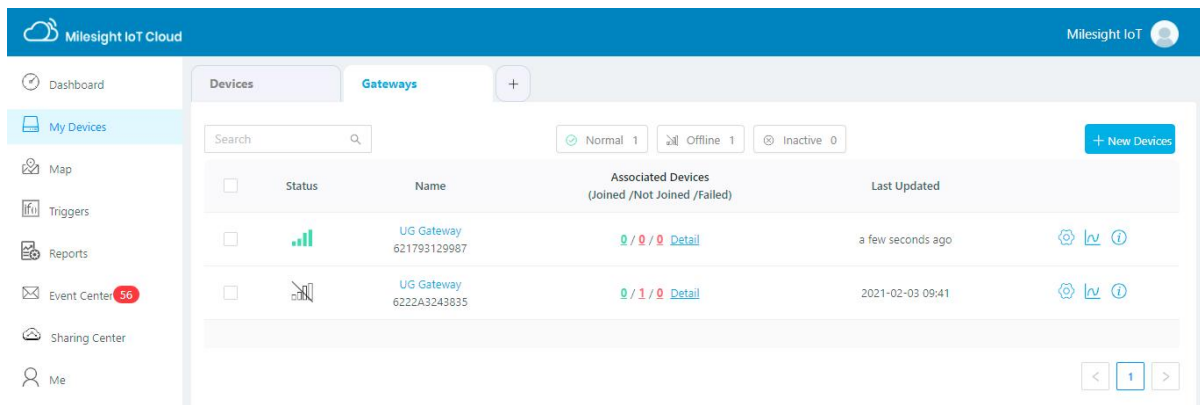 Milesight IoT Cloud
Milesight IoT
Dashboard
My Devices
Map
Triggers
Reports
Event Center 56
Sharing Center
Me
Devices
Gateways
+
Search
Normal 1
Offline 1
Inactive 0
+ New Devices
Status
Name
Associated Devices
(Joined /Not Joined /Failed)
Last Updated
UG Gateway
621793129987
0 / 0 / 0 Detail
a few seconds ago
UG Gateway
6222A3243835
0 / 1 / 0 Detail
2021-02-03 09:41
< 1 >